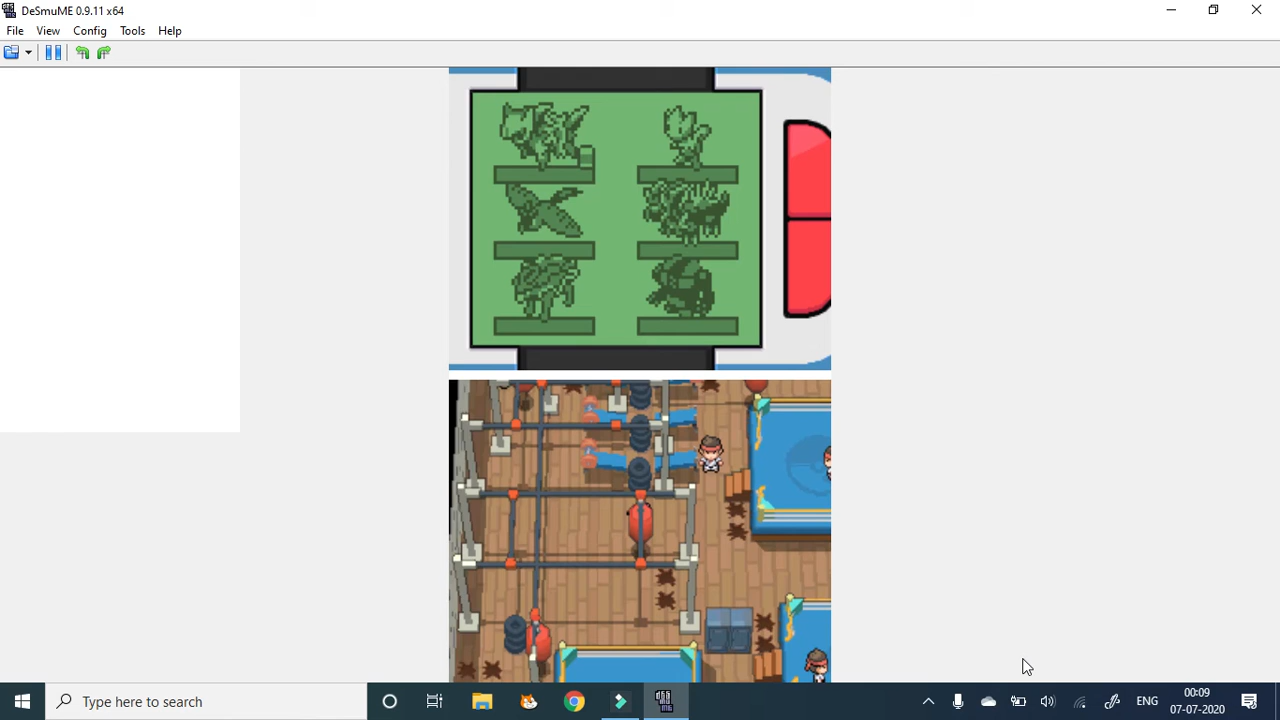 DeSmuME 0.9.11 x64
File View Config Tools Help
Type here to search
ENG
00:09
07-07-2020